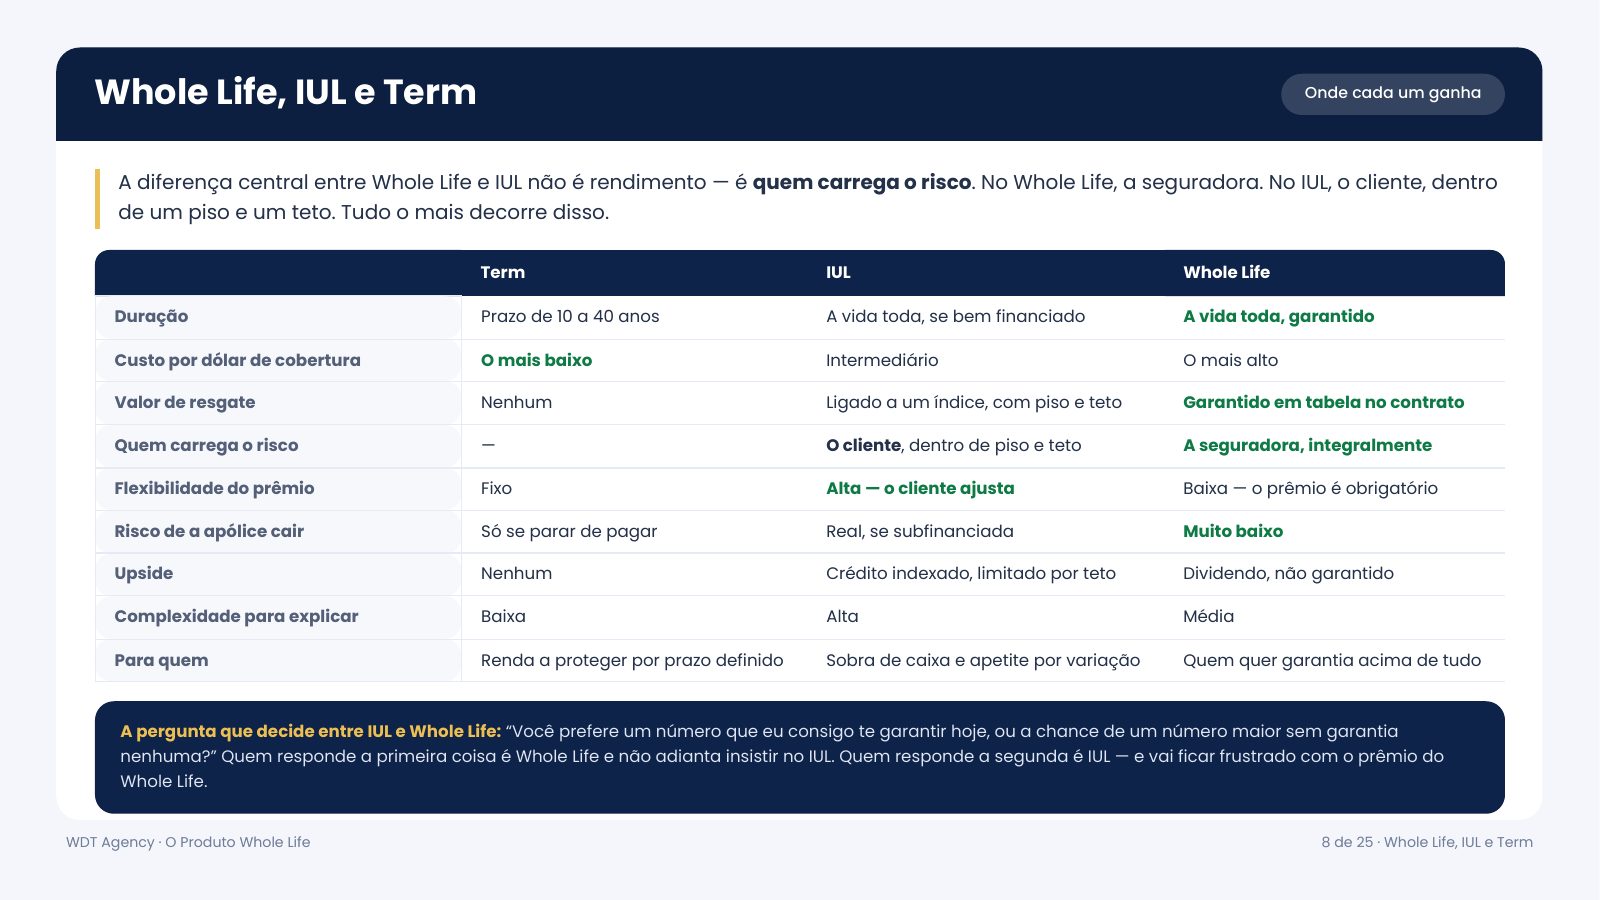 Whole Life, IUL e Term
Onde cada um ganha
A diferença central entre Whole Life e IUL não é rendimento — é quem carrega o risco. No Whole Life, a seguradora. No IUL, o cliente, dentro
de um piso e um teto. Tudo o mais decorre disso.
Term IUL Whole Life
Duração Prazo de 10 a 40 anos A vida toda, se bem financiado A vida toda, garantido
Custo por dólar de cobertura O mais baixo Intermediário O mais alto
Valor de resgate Nenhum Ligado a um índice, com piso e teto Garantido em tabela no contrato
Quem carrega o risco — O cliente, dentro de piso e teto A seguradora, integralmente
Flexibilidade do prêmio Fixo Alta — o cliente ajusta Baixa — o prêmio é obrigatório
Risco de a apólice cair Só se parar de pagar Real, se subfinanciada Muito baixo
Upside Nenhum Crédito indexado, limitado por teto Dividendo, não garantido
Complexidade para explicar Baixa Alta Média
Para quem Renda a proteger por prazo definido Sobra de caixa e apetite por variação Quem quer garantia acima de tudo
A pergunta que decide entre IUL e Whole Life: “Você prefere um número que eu consigo te garantir hoje, ou a chance de um número maior sem garantia
nenhuma?” Quem responde a primeira coisa é Whole Life e não adianta insistir no IUL. Quem responde a segunda é IUL — e vai ficar frustrado com o prêmio do
Whole Life.
WDT Agency · O Produto Whole Life
8 de 25 · Whole Life, IUL e Term